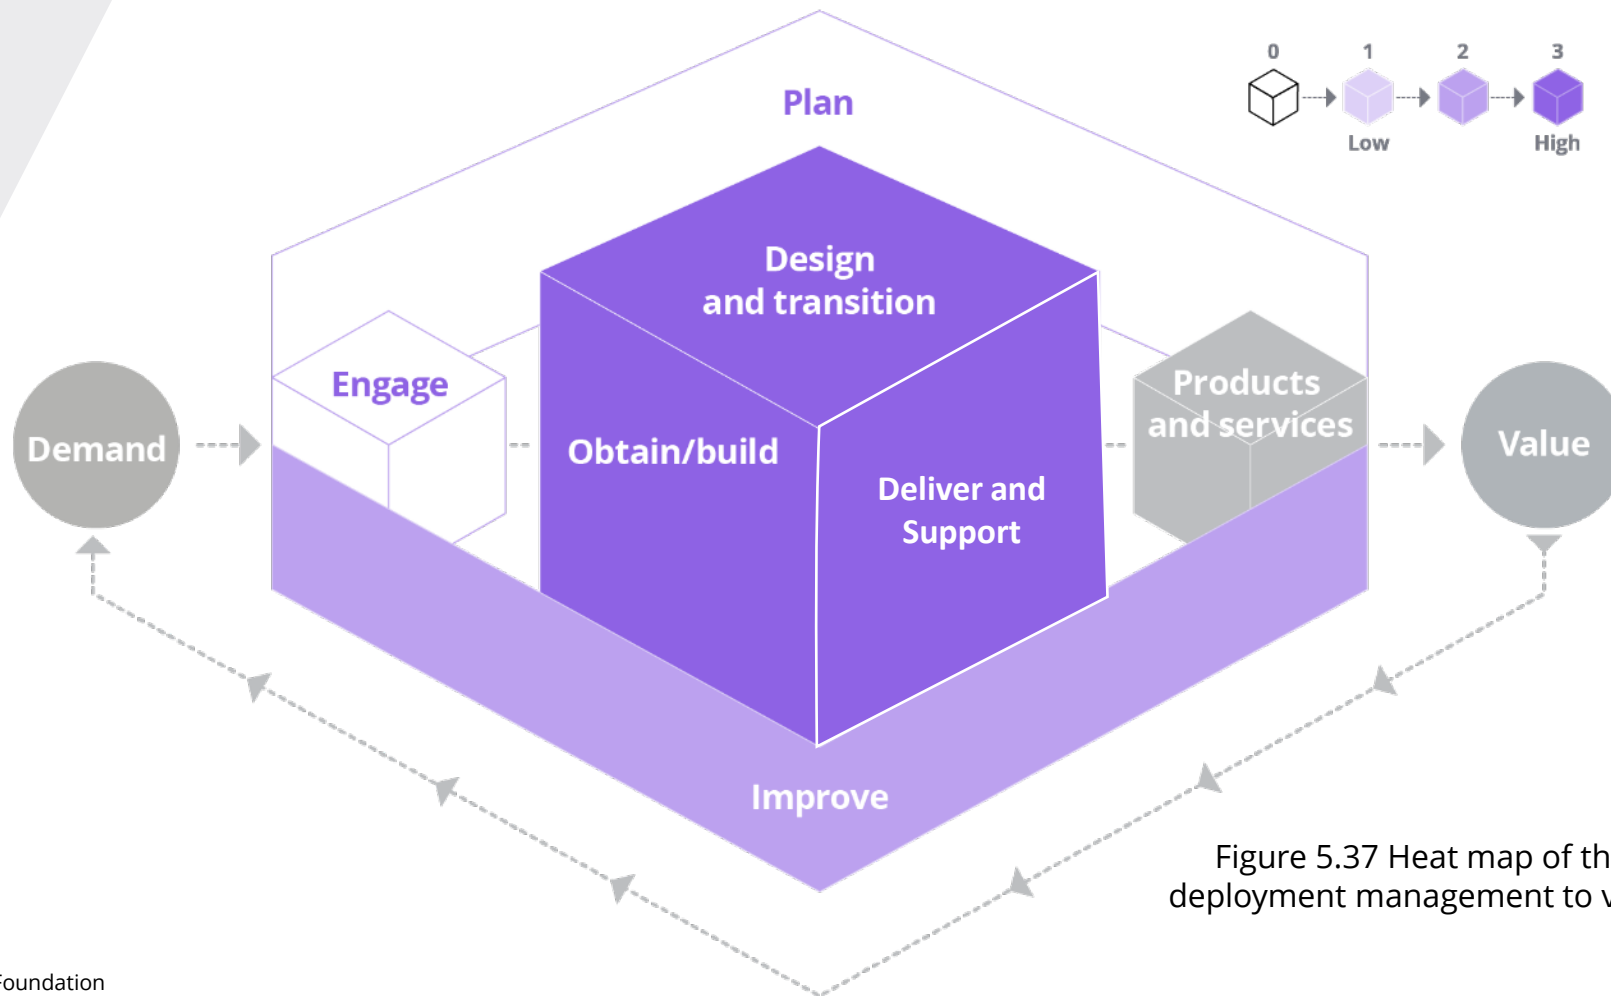 0 1 2 3
Low High
Plan
Design
and transition
Engage
Products
and services
Demand
Obtain/build
Value
Deliver and
Support
Improve
Figure 5.37 Heat map of th
deployment management to v
Foundation